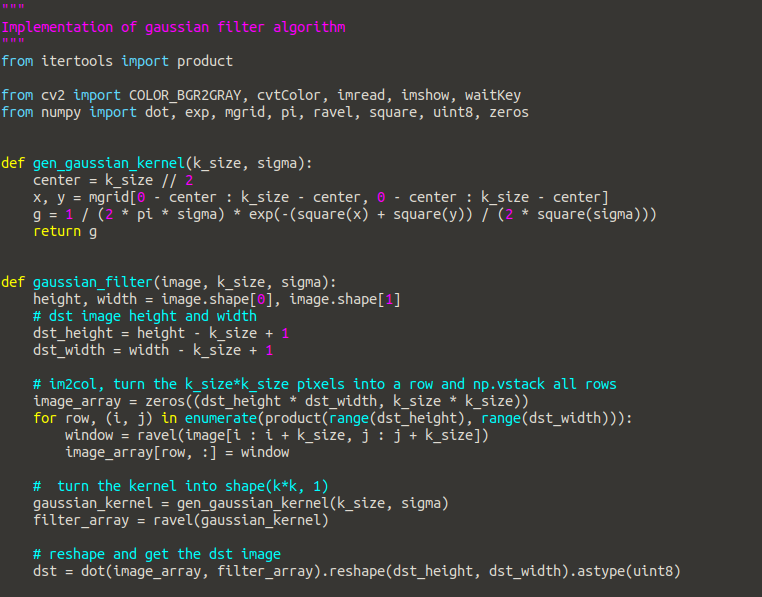 """
Implementation of gaussian filter algorithm
"""
from itertools import product

from cv2 import COLOR_BGR2GRAY, cvtColor, imread, imshow, waitKey
from numpy import dot, exp, mgrid, pi, ravel, square, uint8, zeros


def gen_gaussian_kernel(k_size, sigma):
    center = k_size // 2
    x, y = mgrid[0 - center : k_size - center, 0 - center : k_size - center]
    g = 1 / (2 * pi * sigma) * exp(-(square(x) + square(y)) / (2 * square(sigma)))
    return g


def gaussian_filter(image, k_size, sigma):
    height, width = image.shape[0], image.shape[1]
    # dst image height and width
    dst_height = height - k_size + 1
    dst_width = width - k_size + 1

    # im2col, turn the k_size*k_size pixels into a row and np.vstack all rows
    image_array = zeros((dst_height * dst_width, k_size * k_size))
    for row, (i, j) in enumerate(product(range(dst_height), range(dst_width))):
        window = ravel(image[i : i + k_size, j : j + k_size])
        image_array[row, :] = window

    #  turn the kernel into shape(k*k, 1)
    gaussian_kernel = gen_gaussian_kernel(k_size, sigma)
    filter_array = ravel(gaussian_kernel)

    # reshape and get the dst image
    dst = dot(image_array, filter_array).reshape(dst_height, dst_width).astype(uint8)